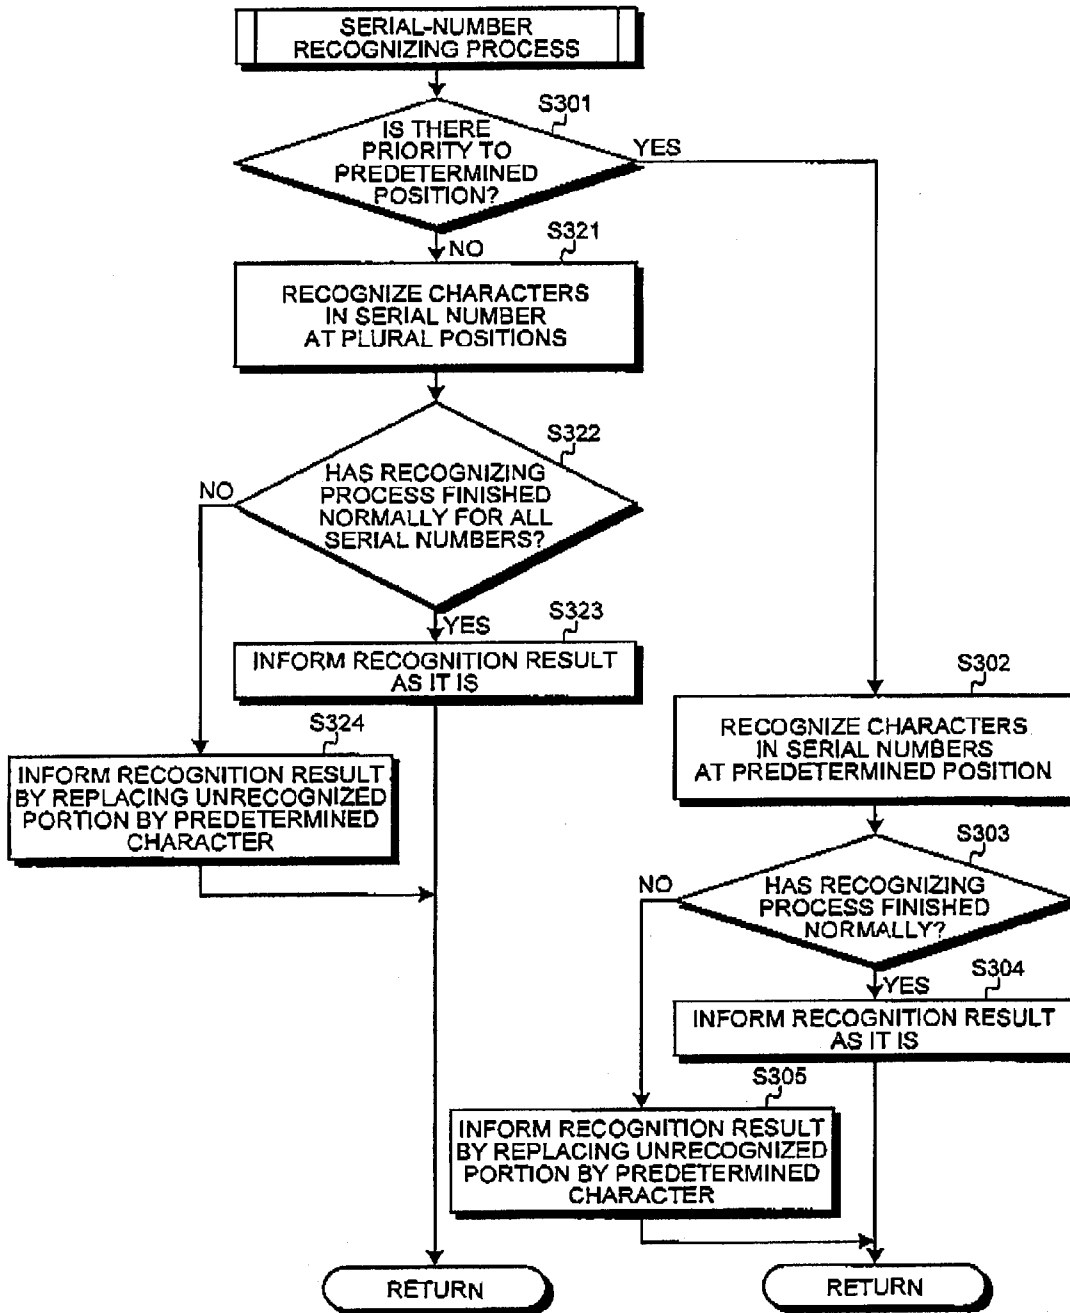 SERIAL-NUMBER
RECOGNIZING PROCESS
S301
IS THERE
PRIORITY TO
PREDETERMINED
POSITION?
YES
NO
S321
RECOGNIZE CHARACTERS
IN SERIAL NUMBER
AT PLURAL POSITIONS
S322
HAS RECOGNIZING
PROCESS FINISHED
NORMALLY FOR ALL
SERIAL NUMBERS?
NO
YES
S323
INFORM RECOGNITION RESULT
AS IT IS
S324
INFORM RECOGNITION RESULT
BY REPLACING UNRECOGNIZED
PORTION BY PREDETERMINED
CHARACTER
S302
RECOGNIZE CHARACTERS
IN SERIAL NUMBERS
AT PREDETERMINED POSITION
S303
HAS RECOGNIZING
PROCESS FINISHED
NORMALLY?
NO
YES
S304
INFORM RECOGNITION RESULT
AS IT IS
S305
INFORM RECOGNITION RESULT
BY REPLACING UNRECOGNIZED
PORTION BY PREDETERMINED
CHARACTER
RETURN
RETURN